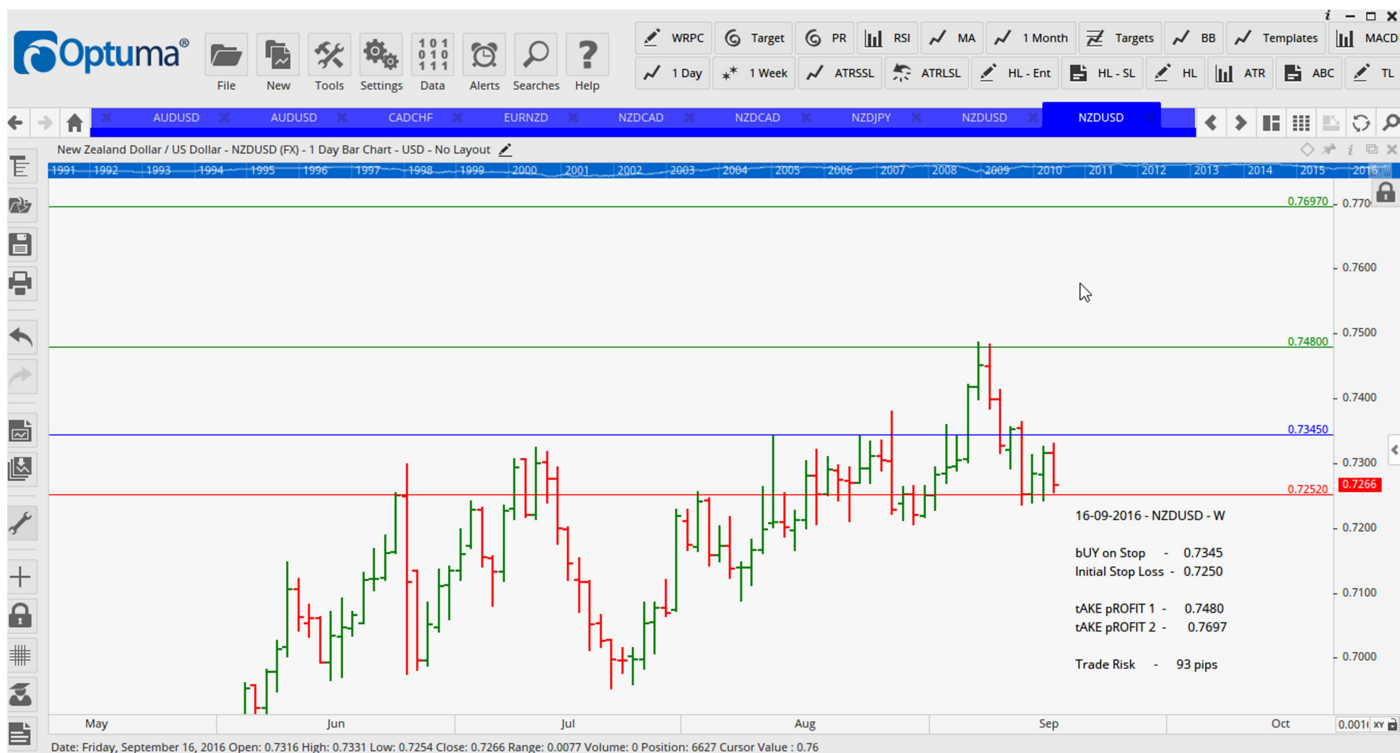 i
Optuma®
File New Tools Settings Data Alerts Searches Help
WRPC Target PR RSI MA 1 Month Targets BB Templates MACD
1 Day 1 Week ATRSSL ATRLSL HL - Ent HL - SL HL ATR ABC TL
AUDUSD AUDUSD CADCHF EURNZD NZDCAD NZDCAD NZDJPY NZDUSD NZDUSD
New Zealand Dollar / US Dollar - NZDUSD (FX) - 1 Day Bar Chart - USD - No Layout
1991 1992 1993 1994 1995 1996 1997 1998 1999 2000 2001 2002 2003 2004 2005 2006 2007 2008 2009 2010 2011 2012 2013 2014 2015 2016
0.76970
0.7600
0.7500
0.74800
0.7400
0.73450
0.7300
0.72520
0.7266
16-09-2016 - NZDUSD - W
0.7200
bUY on Stop - 0.7345
Initial Stop Loss - 0.7250
0.7100
tAKE pROFIT 1 - 0.7480
tAKE pROFIT 2 - 0.7697
0.7000
Trade Risk - 93 pips
May Jun Jul Aug Sep Oct
XY
Date: Friday, September 16, 2016 Open: 0.7316 High: 0.7331 Low: 0.7254 Close: 0.7266 Range: 0.0077 Volume: 0 Position: 6627 Cursor Value : 0.76